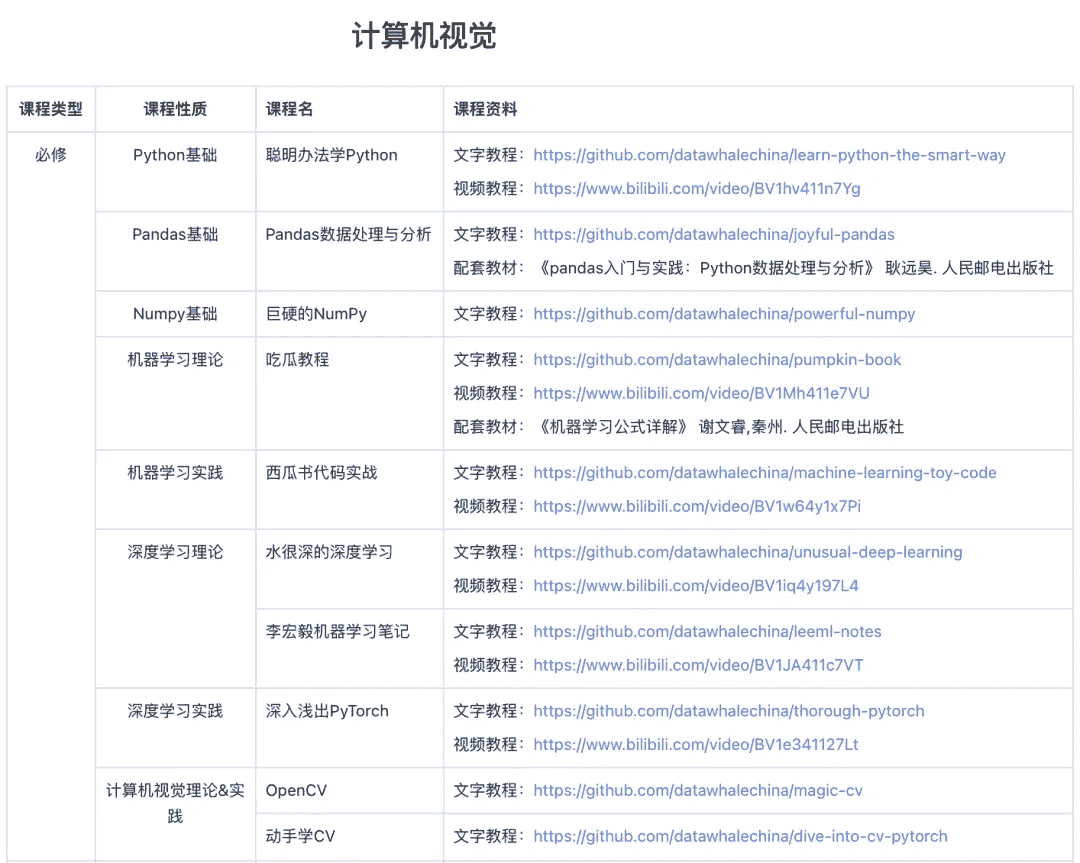 计算机视觉
课程类型 课程性质 课程名 课程资料
必修 Python基础 聪明办法学Python 文字教程：https://github.com/datawhalechina/learn-python-the-smart-way
视频教程：https://www.bilibili.com/video/BV1hv411n7Yg
Pandas基础 Pandas数据处理与分析 文字教程：https://github.com/datawhalechina/joyful-pandas
配套教材：《pandas入门与实践：Python数据处理与分析》 耿远昊. 人民邮电出版社
Numpy基础 巨硬的NumPy 文字教程：https://github.com/datawhalechina/powerful-numpy
机器学习理论 吃瓜教程 文字教程：https://github.com/datawhalechina/pumpkin-book
视频教程：https://www.bilibili.com/video/BV1Mh411e7VU
配套教材：《机器学习公式详解》 谢文睿,秦州. 人民邮电出版社
机器学习实践 西瓜书代码实战 文字教程：https://github.com/datawhalechina/machine-learning-toy-code
视频教程：https://www.bilibili.com/video/BV1w64y1x7Pi
深度学习理论 水很深的深度学习 文字教程：https://github.com/datawhalechina/unusual-deep-learning
视频教程：https://www.bilibili.com/video/BV1iq4y197L4
李宏毅机器学习笔记 文字教程：https://github.com/datawhalechina/leeml-notes
视频教程：https://www.bilibili.com/video/BV1JA411c7VT
深度学习实践 深入浅出PyTorch 文字教程：https://github.com/datawhalechina/thorough-pytorch
视频教程：https://www.bilibili.com/video/BV1e341127Lt
计算机视觉理论&实 OpenCV 文字教程：https://github.com/datawhalechina/magic-cv
践
动手学CV 文字教程：https://github.com/datawhalechina/dive-into-cv-pytorch